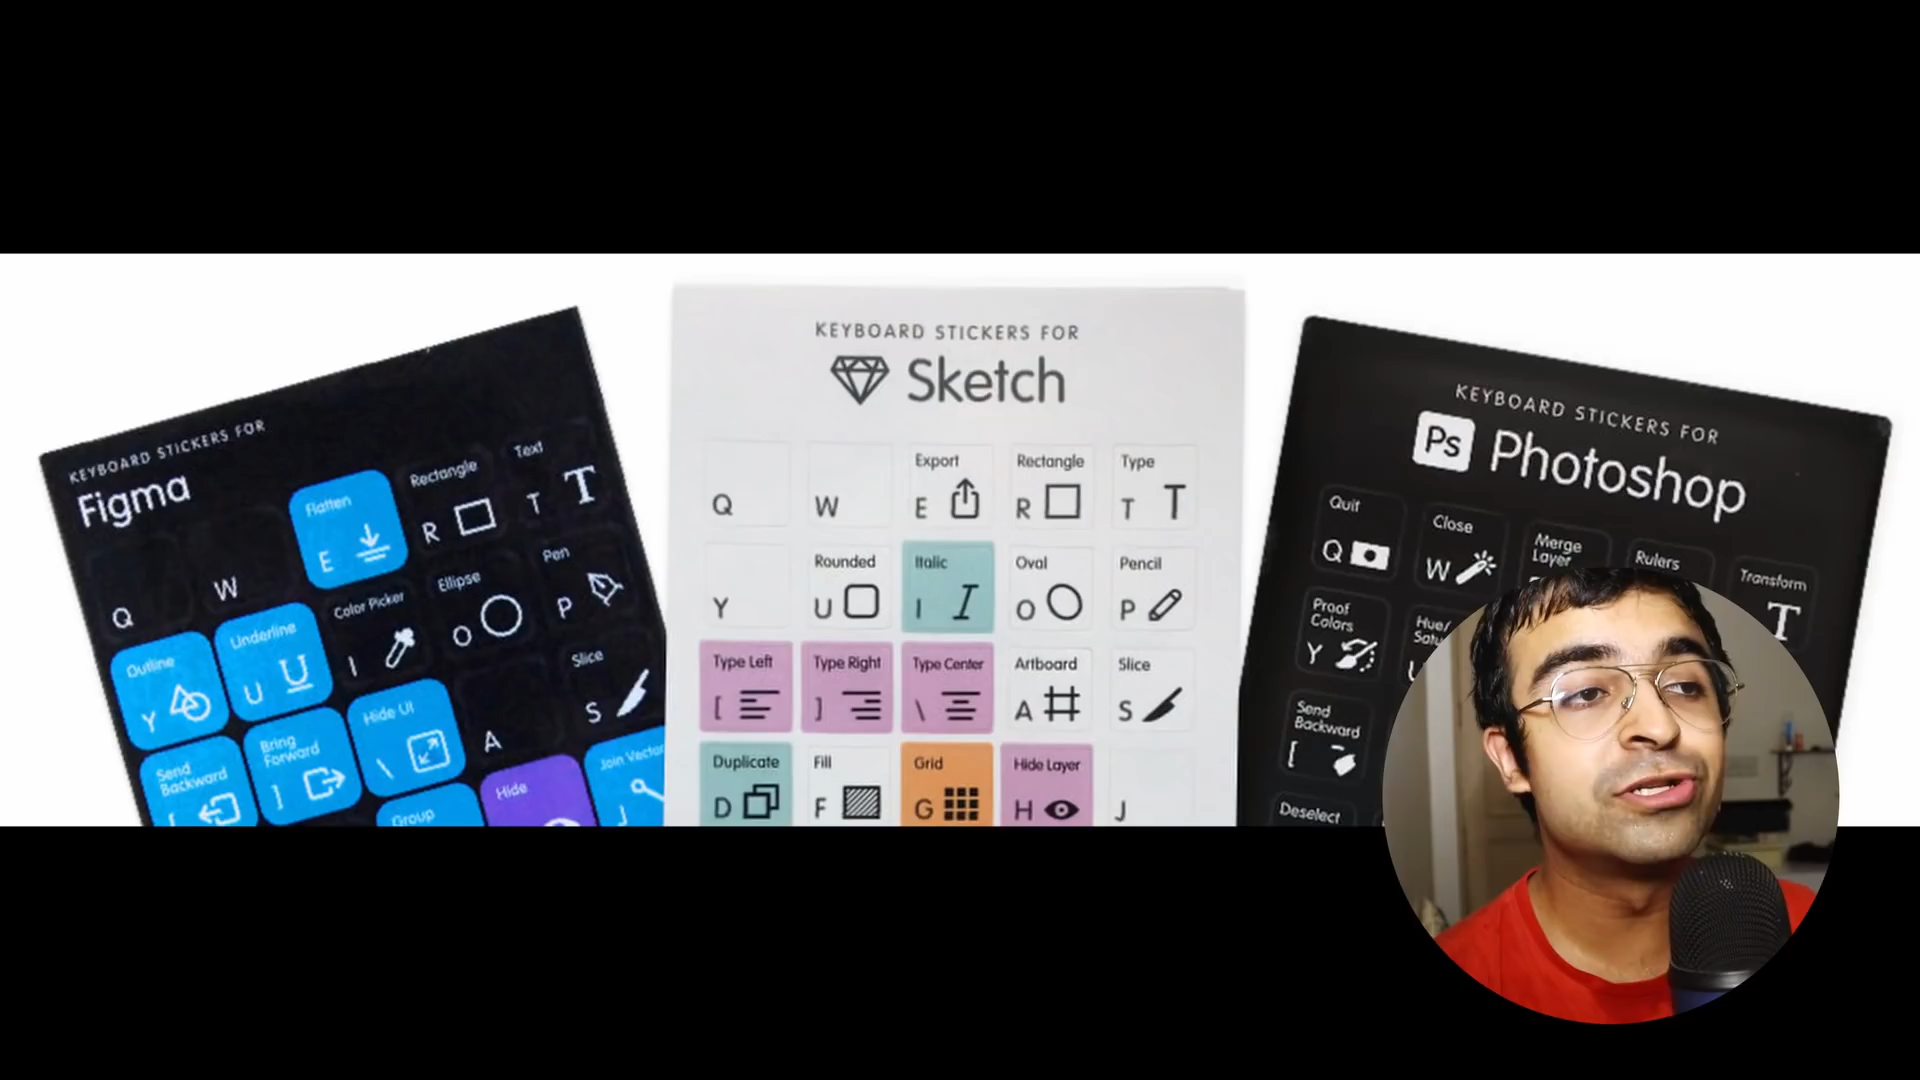 KEYBOARD STICKERS FOR
Figma
Q
W
Flatten
E
Rectangle
R
Text
T T
Outline
Y
Underline
U U
Color Picker
I
Ellipse
O
Pen
P
Send
Backward
[
Bring
Forward
]
Hide UI
\
A
Slice
S
Group
Hide
Join Vector
J
KEYBOARD STICKERS FOR
Sketch
Q
W
Export
E
Rectangle
R
Type
T T
Y
Rounded
U
Italic
I I
Oval
O
Pencil
P
Type Left
[
Type Right
]
Type Center
\
Artboard
A
Slice
S
Duplicate
D
Fill
F
Grid
G
Hide Layer
H
J
KEYBOARD STICKERS FOR
Ps Photoshop
Quit
Q
Close
W
Merge
Layer
Rulers
Transform
T
Proof
Colors
Y
Hue/
Satu
U
Send
Backward
[
Deselect